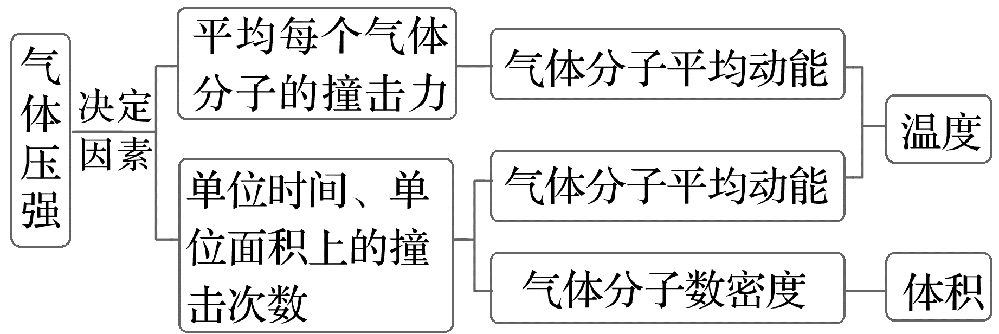 气体压强
决定
因素
平均每个气体
分子的撞击力
气体分子平均动能
温度
单位时间、单
位面积上的撞
击次数
气体分子平均动能
气体分子数密度
体积